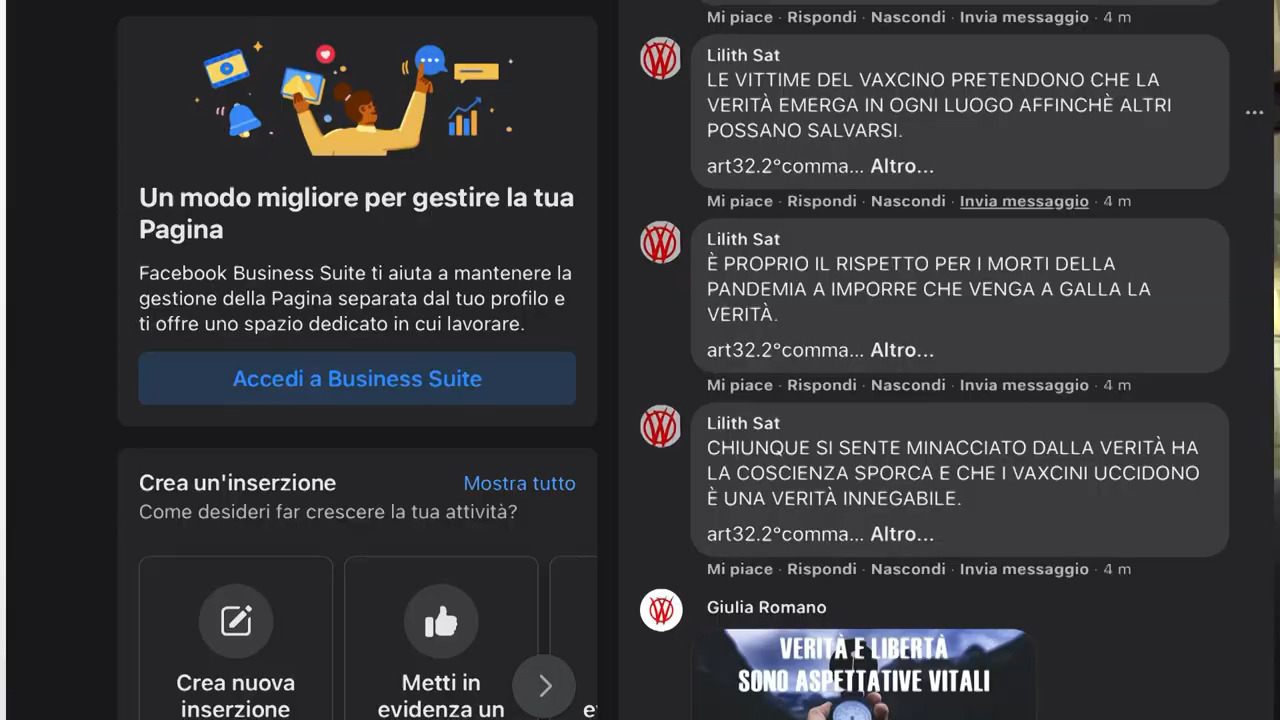 Un modo migliore per gestire la tua
Pagina
Facebook Business Suite ti aiuta a mantenere la
gestione della Pagina separata dal tuo profilo e
ti offre uno spazio dedicato in cui lavorare.
Accedi a Business Suite
Crea un'inserzione
Mostra tutto
Come desideri far crescere la tua attività?
Crea nuova
inserzione
Metti in
evidenza un
Mi piace · Rispondi · Nascondi · Invia messaggio · 4 m
Lilith Sat
LE VITTIME DEL VAXCINO PRETENDONO CHE LA
VERITÀ EMERGA IN OGNI LUOGO AFFINCHÈ ALTRI
POSSANO SALVARSI.
art32.2°comma... Altro...
Mi piace · Rispondi · Nascondi · Invia messaggio · 4 m
Lilith Sat
È PROPRIO IL RISPETTO PER I MORTI DELLA
PANDEMIA A IMPORRE CHE VENGA A GALLA LA
VERITÀ.
art32.2°comma... Altro...
Mi piace · Rispondi · Nascondi · Invia messaggio · 4 m
Lilith Sat
CHIUNQUE SI SENTE MINACCIATO DALLA VERITÀ HA
LA COSCIENZA SPORCA E CHE I VAXCINI UCCIDONO
È UNA VERITÀ INNEGABILE.
art32.2°comma... Altro...
Mi piace · Rispondi · Nascondi · Invia messaggio · 4 m
Giulia Romano
VERITÀ E LIBERTÀ
SONO ASPETTATIVE VITALI